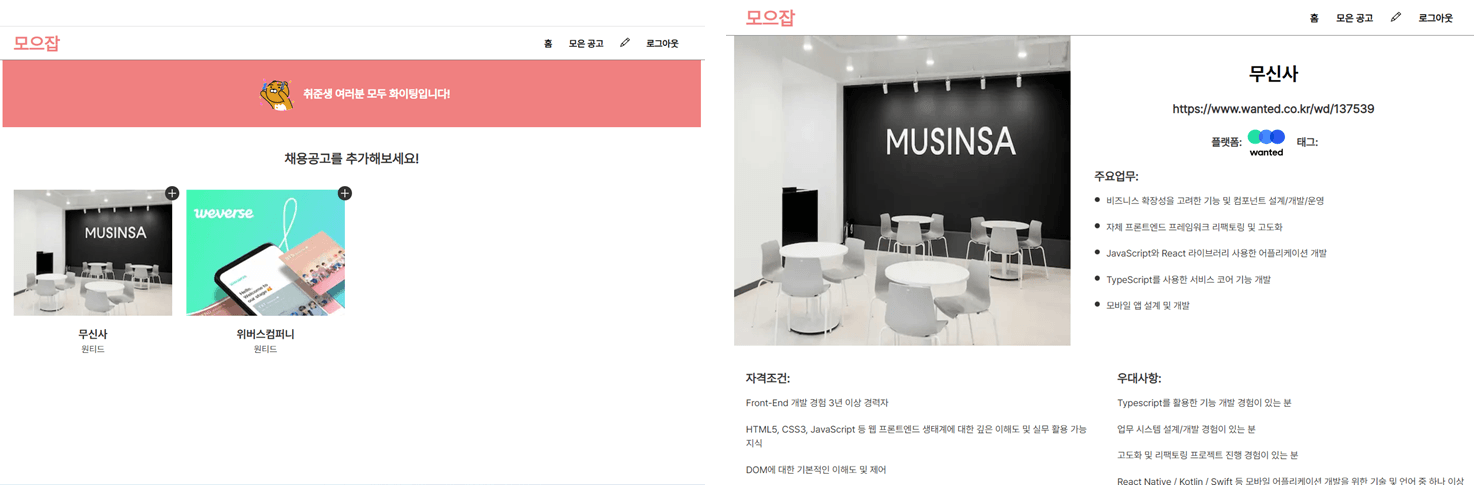 모으잡
홈 모은 공고 로그아웃
취준생 여러분 모두 화이팅입니다!
채용공고를 추가해보세요!
MUSINSA
weverse
Hello,
Welcome to
our stage
무신사
원티드
위버스컴퍼니
원티드
모으잡
홈 모은 공고 로그아웃
MUSINSA
무신사
https://www.wanted.co.kr/wd/137539
플랫폼: wanted 태그:
주요업무:
● 비즈니스 확장성을 고려한 기능 및 컴포넌트 설계/개발/운영
● 자체 프론트엔드 프레임워크 리팩토링 및 고도화
● JavaScript와 React 라이브러리 사용한 어플리케이션 개발
● TypeScript를 사용한 서비스 코어 기능 개발
● 모바일 앱 설계 및 개발
자격조건:
Front-End 개발 경험 3년 이상 경력자
HTML5, CSS3, JavaScript 등 웹 프론트엔드 생태계에 대한 깊은 이해도 및 실무 활용 가능
지식
DOM에 대한 기본적인 이해도 및 제어
우대사항:
Typescript를 활용한 기능 개발 경험이 있는 분
업무 시스템 설계/개발 경험이 있는 분
고도화 및 리팩토링 프로젝트 진행 경험이 있는 분
React Native / Kotlin / Swift 등 모바일 어플리케이션 개발을 위한 기술 및 언어 중 하나 이상